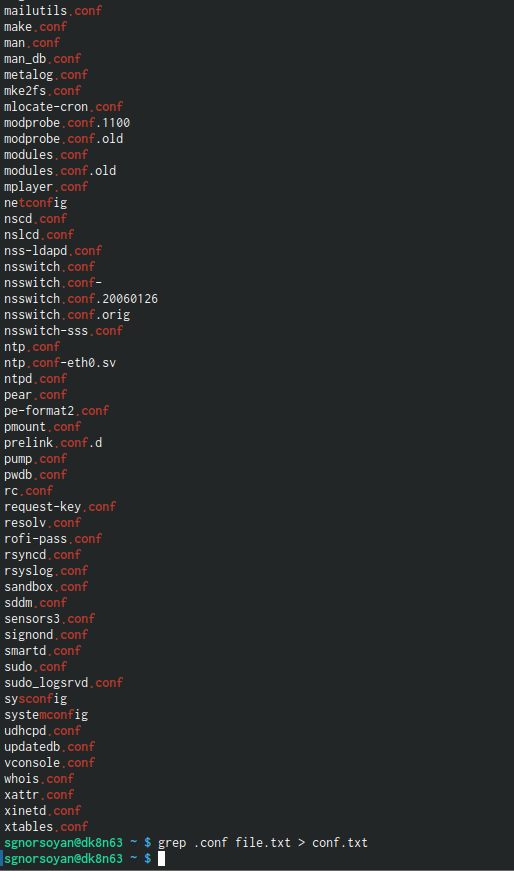 mailutils.conf
make.conf
man.conf
man_db.conf
metalog.conf
mke2fs.conf
mlocate-cron.conf
modprobe.conf.1100
modprobe.conf.old
modules.conf
modules.conf.old
mplayer.conf
netconfig
nscd.conf
nslcd.conf
nss-ldapd.conf
nsswitch.conf
nsswitch.conf-
nsswitch.conf.20060126
nsswitch.conf.orig
nsswitch-sss.conf
ntp.conf
ntp.conf-eth0.sv
ntpd.conf
pear.conf
pe-format2.conf
pmount.conf
prelink.conf.d
pump.conf
pwdb.conf
rc.conf
request-key.conf
resolv.conf
rofi-pass.conf
rsyncd.conf
rsyslog.conf
sandbox.conf
sddm.conf
sensors3.conf
signond.conf
smartd.conf
sudo.conf
sudo_logsrvd.conf
sysconfig
systemconfig
udhcpd.conf
updatedb.conf
vconsole.conf
whois.conf
xattr.conf
xinetd.conf
xtables.conf
sgnorsoyan@dk8n63 ~ $ grep .conf file.txt > conf.txt
sgnorsoyan@dk8n63 ~ $